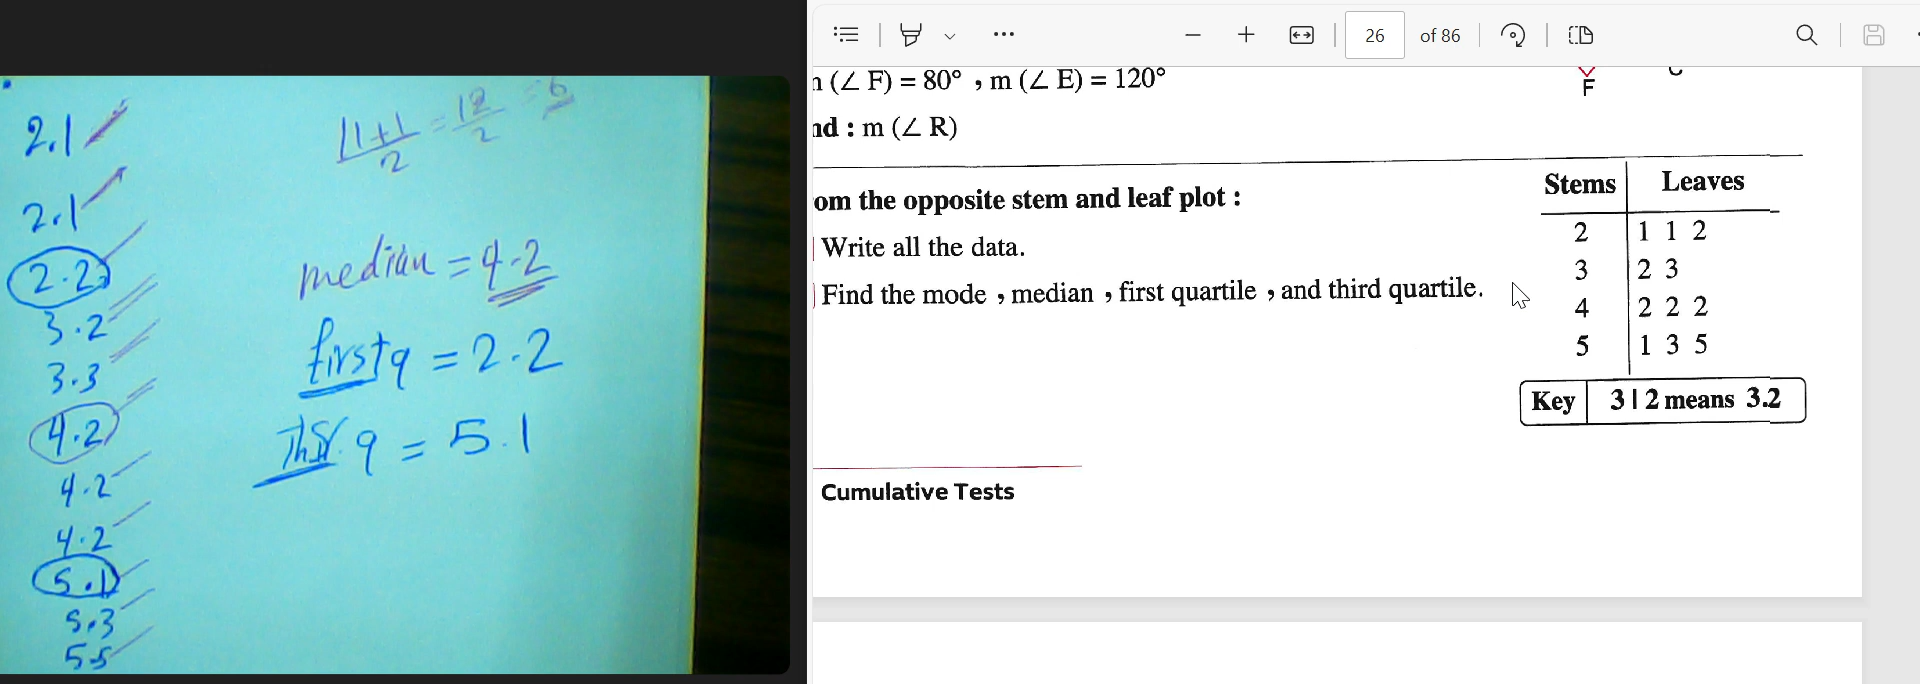 2.1
2.1
2.2
3.2
3.3
4.2
4.2
4.2
5.1
5.3
5.5
11+1/2 = 12/2 = 6
median = 4.2
first q = 2.2
q = 5.1
26 of 86
(∠ F) = 80° , m (∠ E) = 120°
: m (∠ R)
F
om the opposite stem and leaf plot :
Write all the data.
Find the mode , median , first quartile , and third quartile.
Stems Leaves
2 1 1 2
3 2 3
4 2 2 2
5 1 3 5
Key 3 | 2 means 3.2
Cumulative Tests